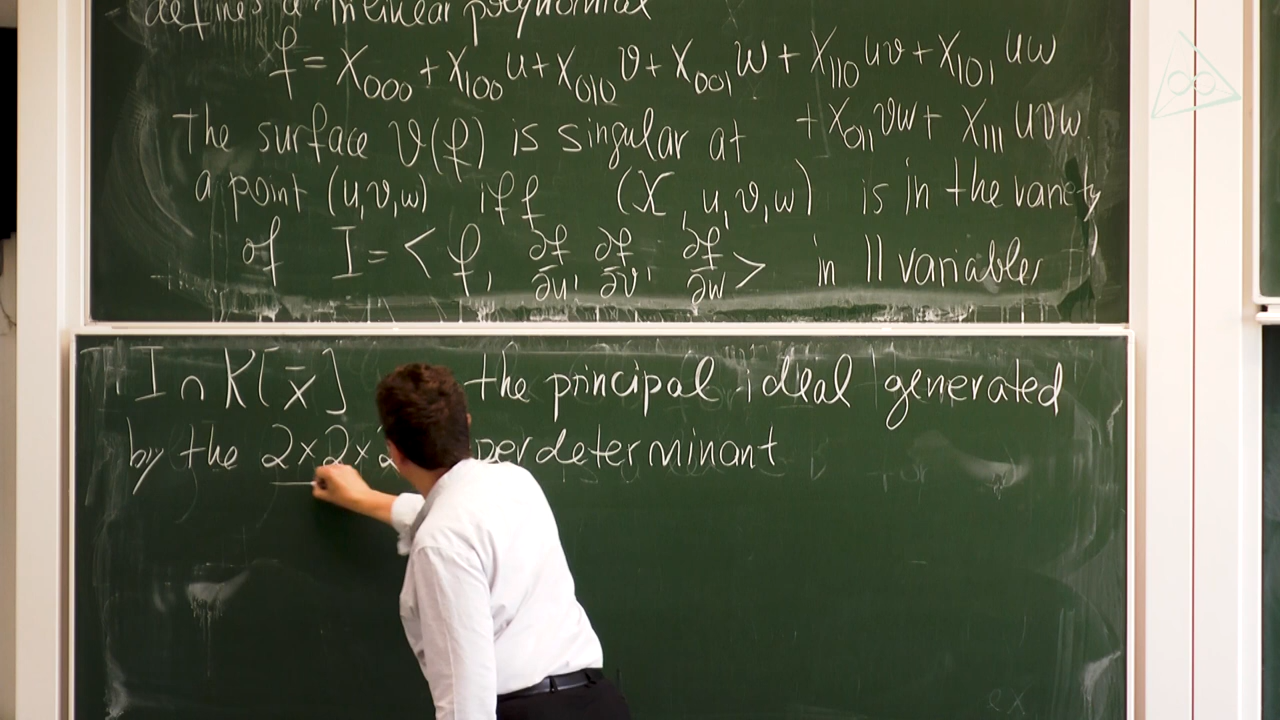 defines a trilinear polynomial
f = x₀₀₀ + x₁₀₀ u + x₀₁₀ v + x₀₀₁ w + x₁₁₀ uv + x₁₀₁ uw
+ x₀₁₁ vw + x₁₁₁ uvw
The surface V(f) is singular at
a point (u,v,w) iff (X, u,v,w) is in the variety
of I = < f, ∂f/∂u, ∂f/∂v, ∂f/∂w > in 11 variables
I ∩ K[x̄] the principal ideal generated
by the 2×2×2 perdeterminant
ex